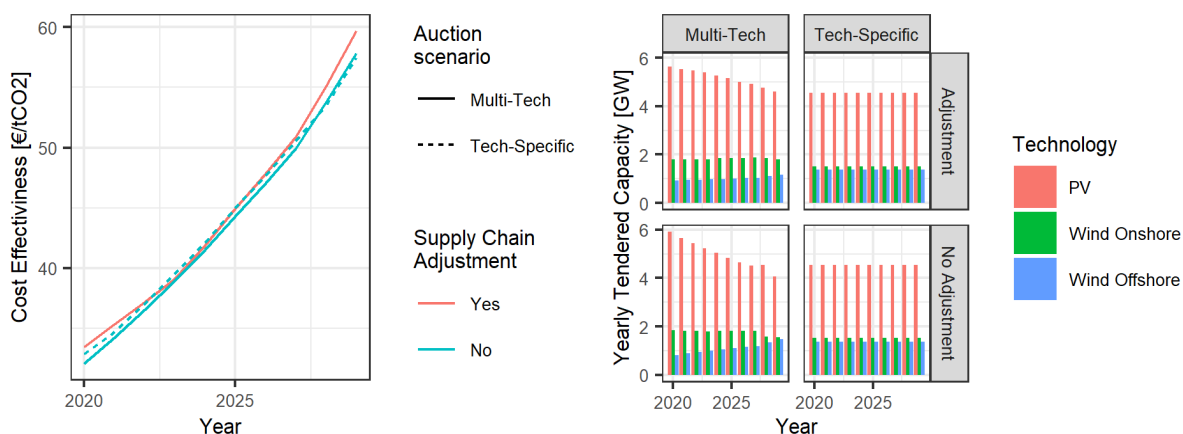 Cost Effectiviness [€/tCO2]
60
50
40
2020
2025
Year
Auction
scenario
Multi-Tech
Tech-Specific
Supply Chain
Adjustment
Yes
No
Yearly Tendered Capacity [GW]
Multi-Tech
Tech-Specific
6
4
2
0
Adjustment
6
4
2
0
No Adjustment
2020
2025
2020
2025
Year
Technology
PV
Wind Onshore
Wind Offshore